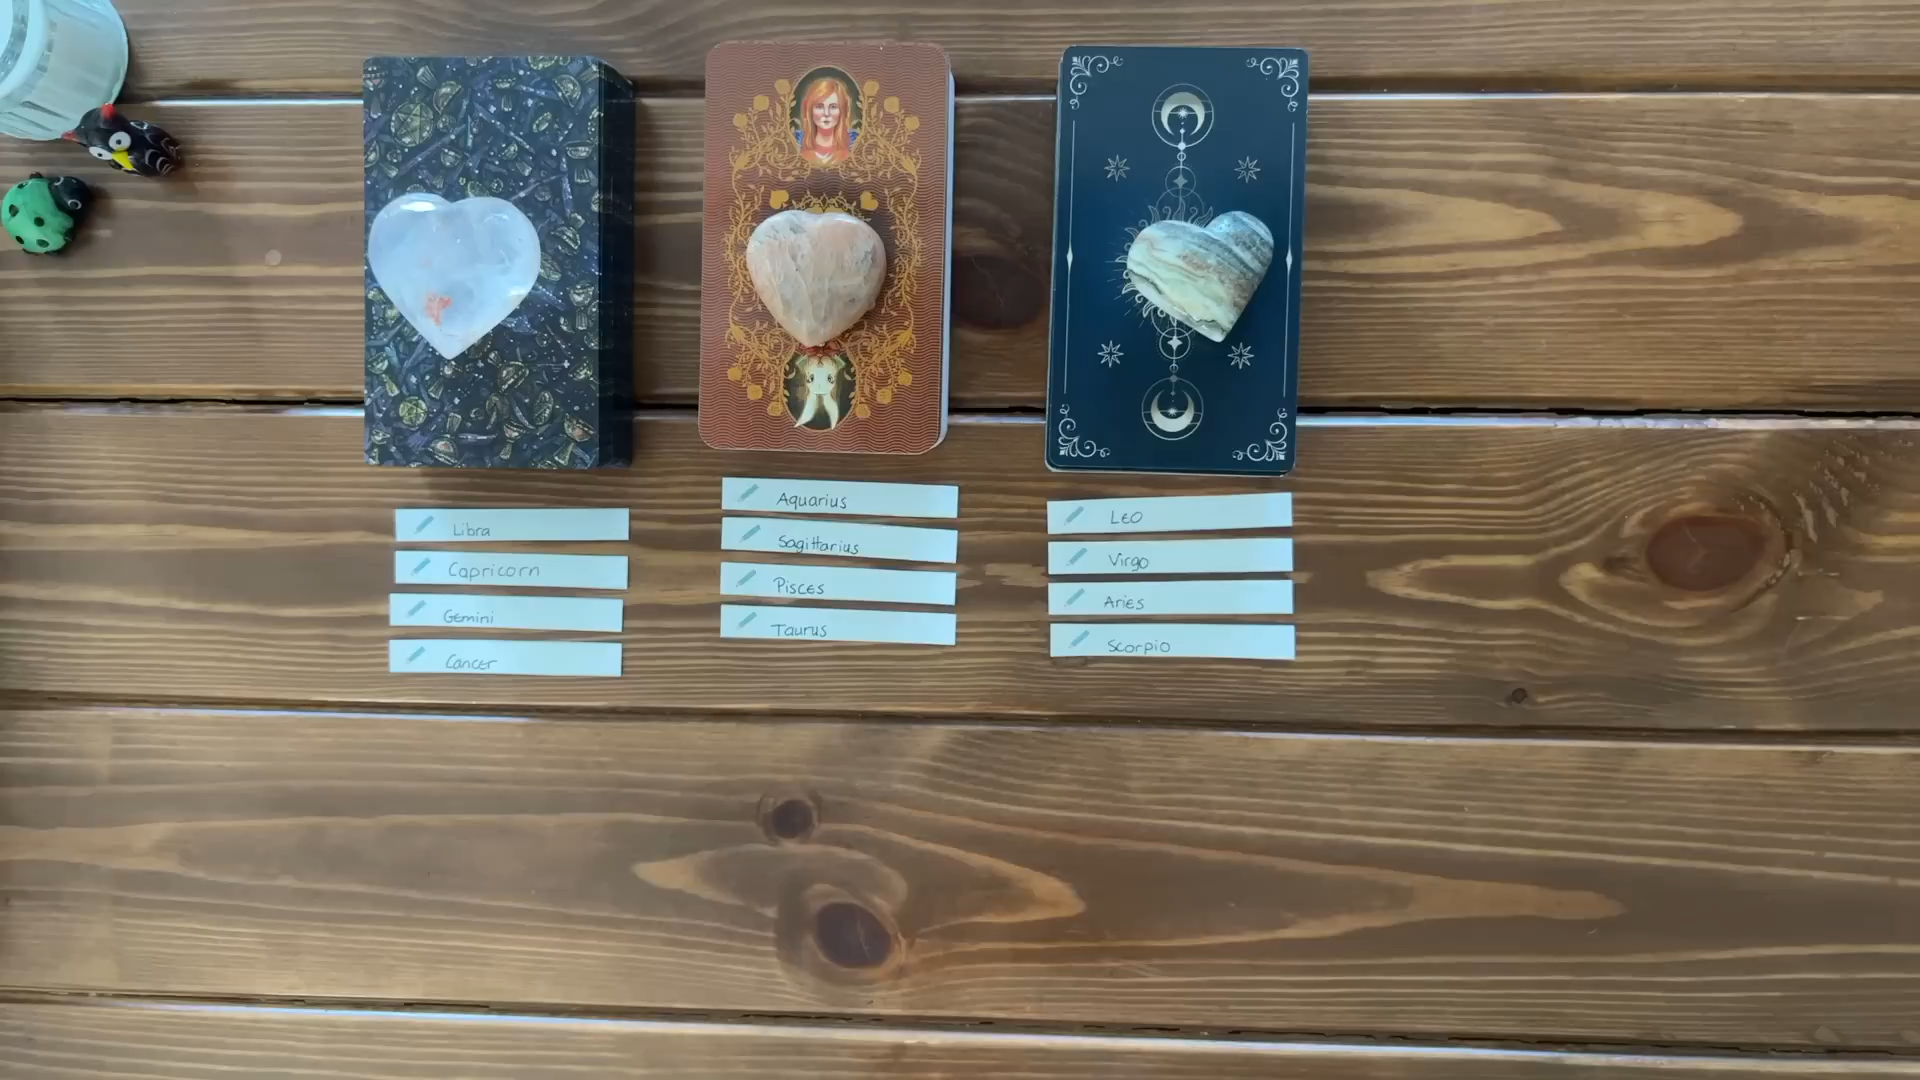 Libra
Capricorn
Gemini
Cancer
Aquarius
Sagittarius
Pisces
Taurus
LEO
Virgo
Aries
Scorpio